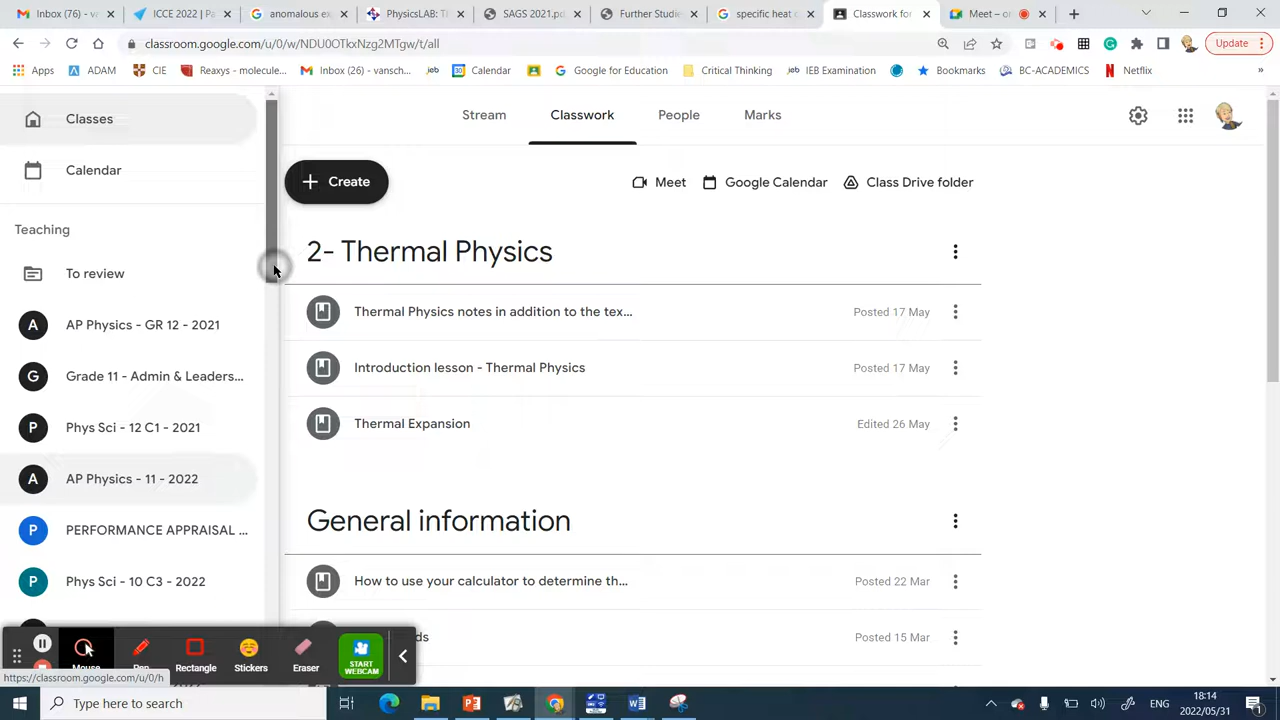 Inbox (76) - v
ICCE 2022 | Pa
anomalous ex
PhysicsLAB: T
SAGS 2021.pd
Further Studie
specific heat c
Classwork for
Meet – o
classroom.google.com/u/0/w/NDU0OTkxNzg2MTgw/t/all
Update
Apps
ADAM
CIE
Reaxys - molecule...
Inbox (26) - vansch...
Calendar
Google for Education
Critical Thinking
IEB Examination
Bookmarks
BC-ACADEMICS
Netflix
»
Classes
Calendar
Teaching
To review
A AP Physics - GR 12 - 2021
G Grade 11 - Admin & Leaders...
P Phys Sci - 12 C1 - 2021
A AP Physics - 11 - 2022
P PERFORMANCE APPRAISAL ...
P Phys Sci - 10 C3 - 2022
Stream Classwork People Marks
+ Create
Meet Google Calendar Class Drive folder
2- Thermal Physics
Thermal Physics notes in addition to the tex... Posted 17 May
Introduction lesson - Thermal Physics Posted 17 May
Thermal Expansion Edited 26 May
General information
How to use your calculator to determine th... Posted 22 Mar
ds Posted 15 Mar
Mouse Pen Rectangle Stickers Eraser START WEBCAM
https://classroom.google.com/u/0/h
Type here to search
ENG
18:14
2022/05/31